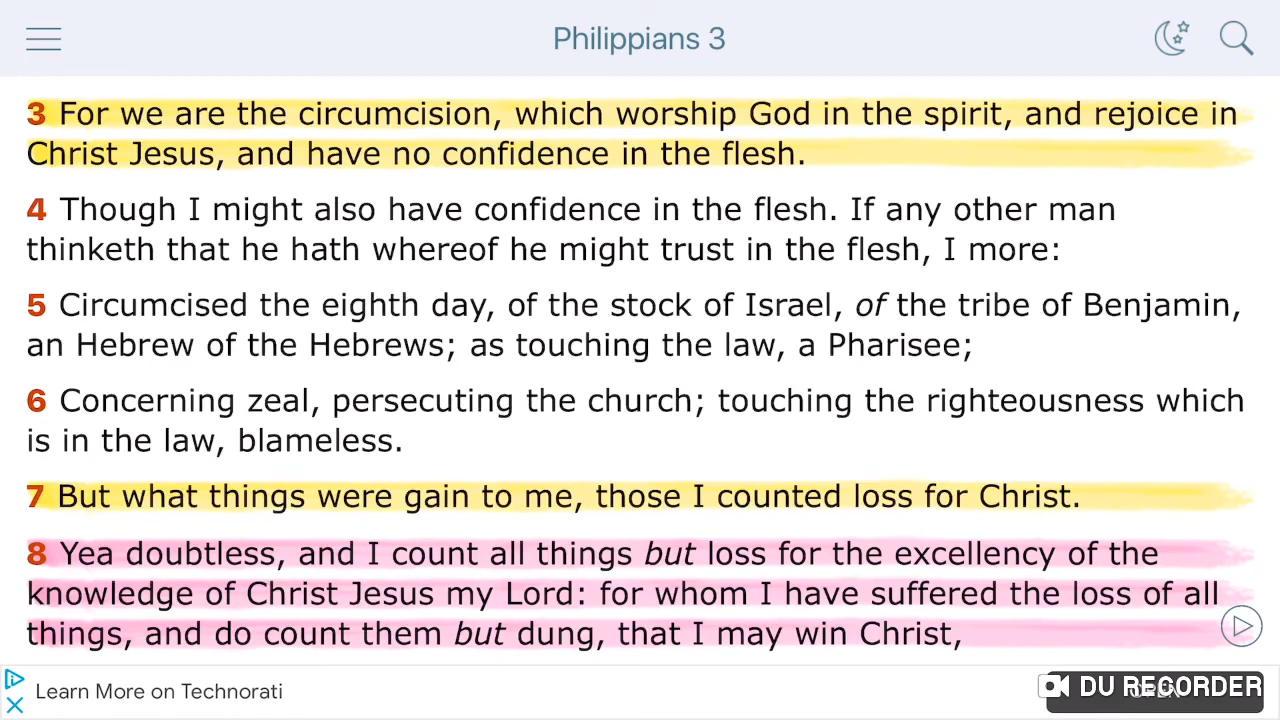 Philippians 3
3 For we are the circumcision, which worship God in the spirit, and rejoice in
Christ Jesus, and have no confidence in the flesh.
4 Though I might also have confidence in the flesh. If any other man
thinketh that he hath whereof he might trust in the flesh, I more:
5 Circumcised the eighth day, of the stock of Israel, of the tribe of Benjamin,
an Hebrew of the Hebrews; as touching the law, a Pharisee;
6 Concerning zeal, persecuting the church; touching the righteousness which
is in the law, blameless.
7 But what things were gain to me, those I counted loss for Christ.
8 Yea doubtless, and I count all things but loss for the excellency of the
knowledge of Christ Jesus my Lord: for whom I have suffered the loss of all
things, and do count them but dung, that I may win Christ,
Learn More on Technorati
DU RECORDER